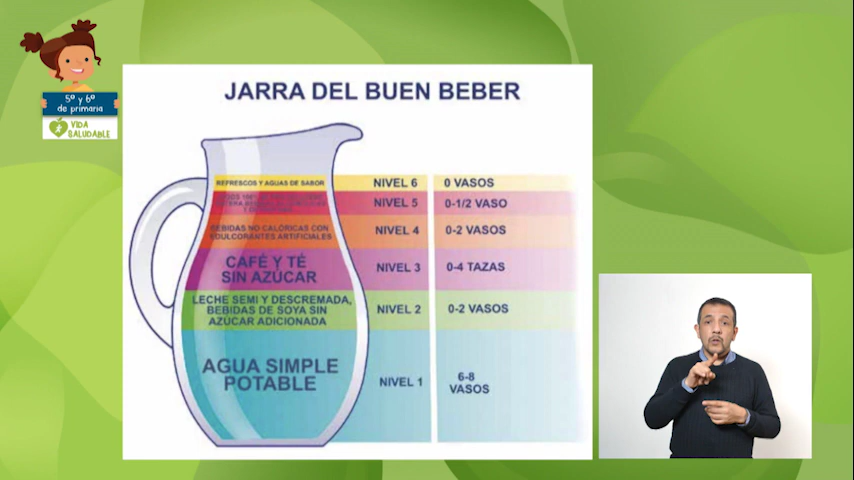 5º y 6º
de primaria
VIDA
SALUDABLE
JARRA DEL BUEN BEBER
REFRESCOS Y AGUAS DE SABOR
NIVEL 6
0 VASOS
NIVEL 5
0-1/2 VASO
BEBIDAS NO CALÓRICAS CON
EDULCORANTES ARTIFICIALES
NIVEL 4
0-2 VASOS
CAFÉ Y TÉ
SIN AZÚCAR
NIVEL 3
0-4 TAZAS
LECHE SEMI Y DESCREMADA,
BEBIDAS DE SOYA SIN
AZÚCAR ADICIONADA
NIVEL 2
0-2 VASOS
AGUA SIMPLE
POTABLE
NIVEL 1
6-8
VASOS